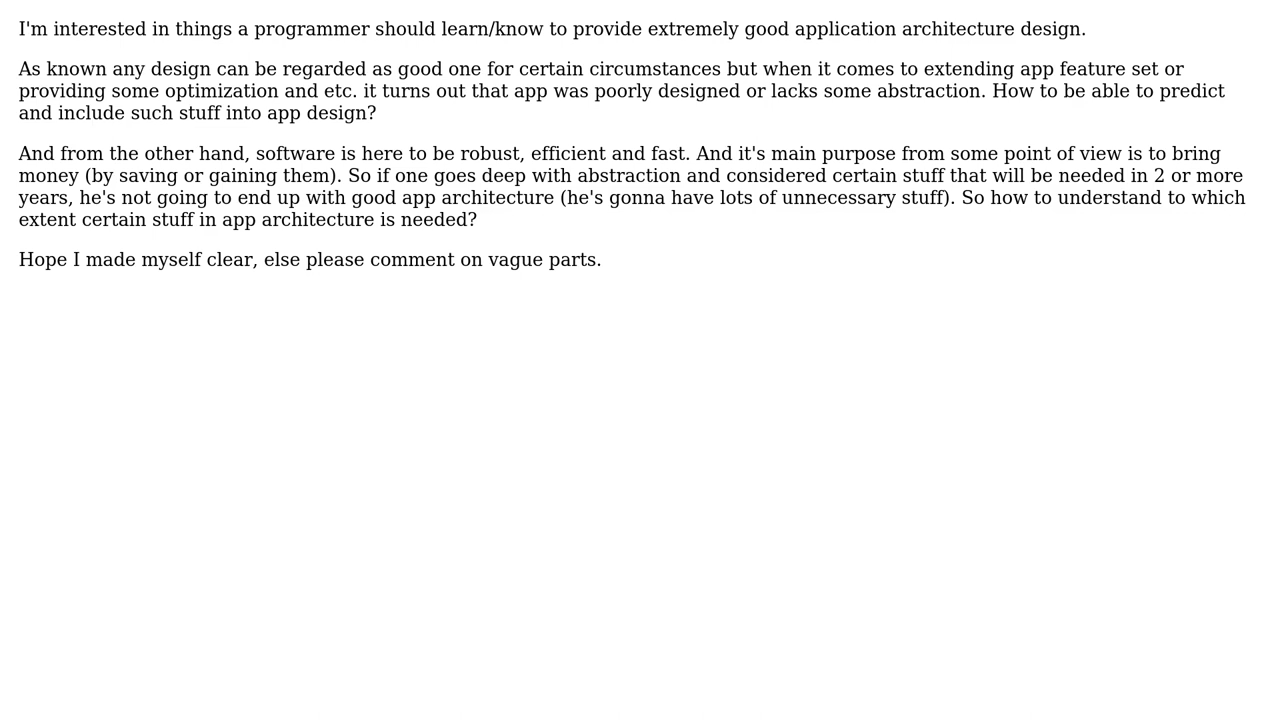 I'm interested in things a programmer should learn/know to provide extremely good application architecture design.
As known any design can be regarded as good one for certain circumstances but when it comes to extending app feature set or
providing some optimization and etc. it turns out that app was poorly designed or lacks some abstraction. How to be able to predict
and include such stuff into app design?
And from the other hand, software is here to be robust, efficient and fast. And it's main purpose from some point of view is to bring
money (by saving or gaining them). So if one goes deep with abstraction and considered certain stuff that will be needed in 2 or more
years, he's not going to end up with good app architecture (he's gonna have lots of unnecessary stuff). So how to understand to which
extent certain stuff in app architecture is needed?
Hope I made myself clear, else please comment on vague parts.